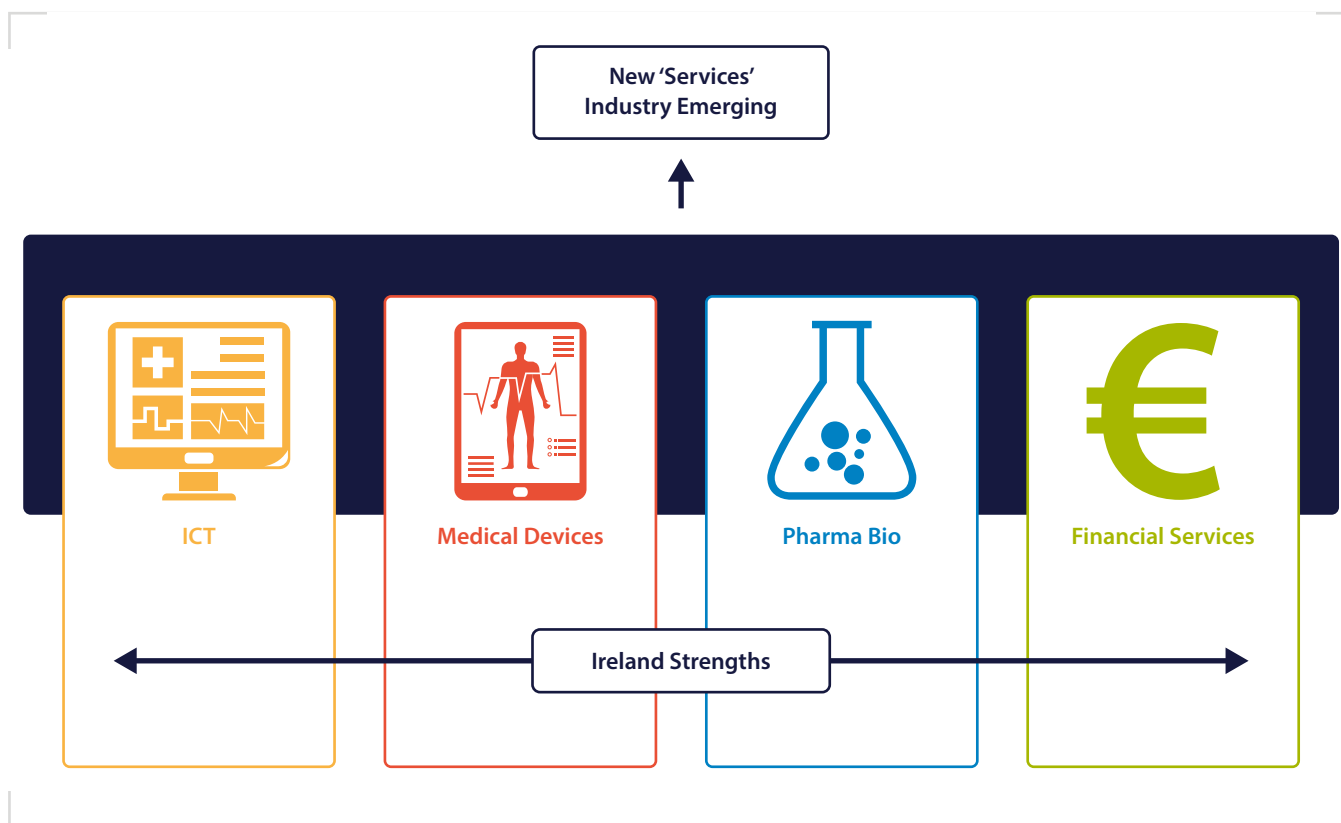 New ‘Services’
Industry Emerging
ICT
Medical Devices
Pharma Bio
Financial Services
Ireland Strengths